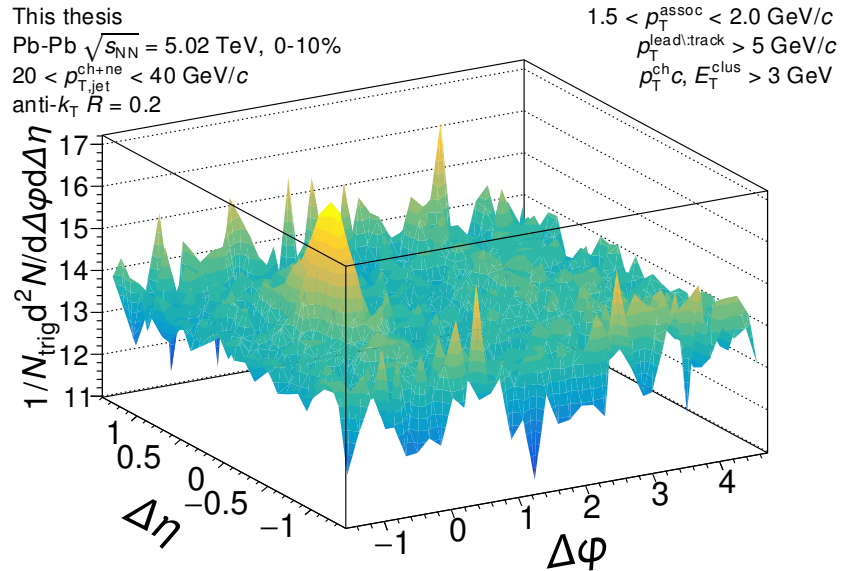 This thesis
Pb-Pb √s_NN = 5.02 TeV, 0-10%
20 < p_T,jet^ch+ne < 40 GeV/c
anti-k_T R = 0.2
1.5 < p_T^assoc < 2.0 GeV/c
p_T^lead\:track > 5 GeV/c
p_T^ch c, E_T^clus > 3 GeV
1/N_trig d^2 N/dΔφdΔη
17
16
15
14
13
12
11
1
0.5
0
−0.5
−1
Δη
−1
0
1
2
3
4
Δφ